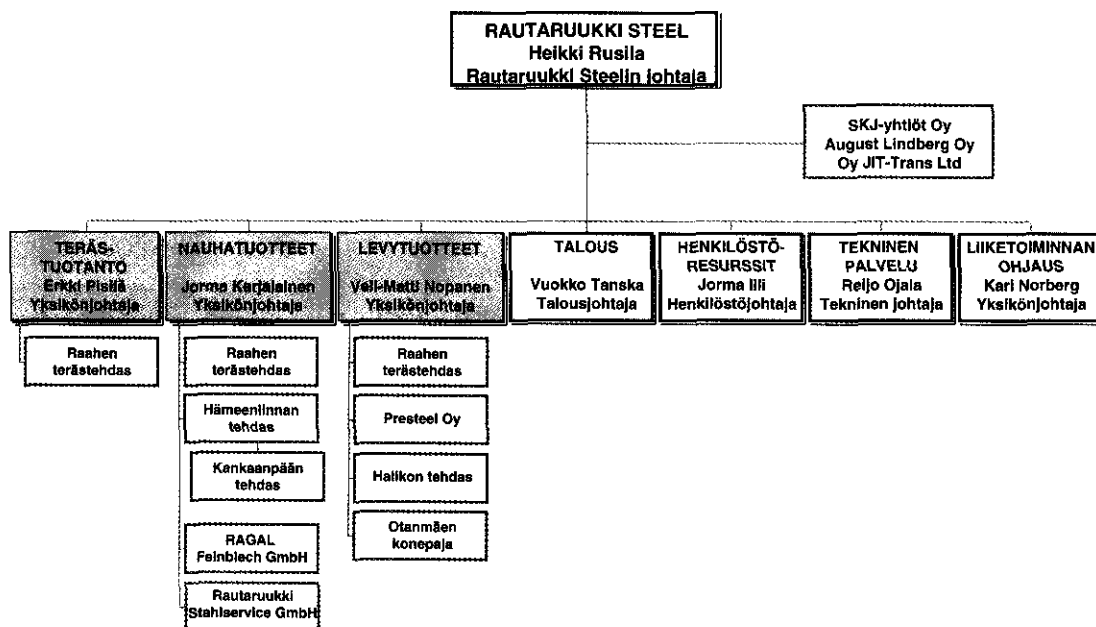 RAUTARUUKKI STEEL
Heikki Rusila
Rautaruukki Steelin johtaja
SKJ-yhtiöt Oy
August Lindberg Oy
Oy JIT-Trans Ltd
TERÄS-
TUOTANTO
Erkki Pisilä
Yksikönjohtaja
NAUHATUOTTEET
Jorma Karjalainen
Yksikönjohtaja
LEVYTUOTTEET
Veli-Matti Nopanen
Yksikönjohtaja
TALOUS
Vuokko Tanska
Talousjohtaja
HENKILÖSTÖ-
RESURSSIT
Jorma Iili
Henkilöstöjohtaja
TEKNINEN
PALVELU
Reijo Ojala
Tekninen johtaja
LIIKETOIMINNAN
OHJAUS
Kari Norberg
Yksikönjohtaja
Raahen
terästehdas
Raahen
terästehdas
Hämeenlinnan
tehdas
Kankaanpään
tehdas
RAGAL
Feinblech GmbH
Rautaruukki
Stahlservice GmbH
Raahen
terästehdas
Presteel Oy
Halikon tehdas
Otanmäen
konepaja